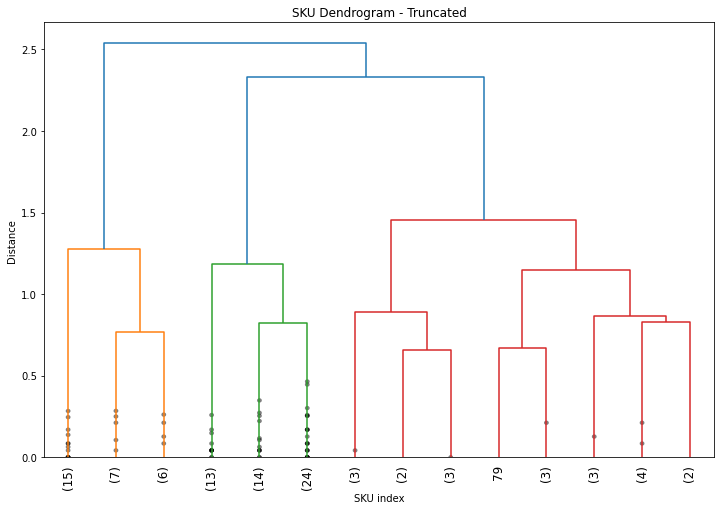 SKU Dendrogram - Truncated
2.5
2.0
1.5
1.0
0.5
0.0
Distance
(15) (7) (6) (13) (14) (24) (3) (2) (3) 79 (3) (3) (4) (2)
SKU index